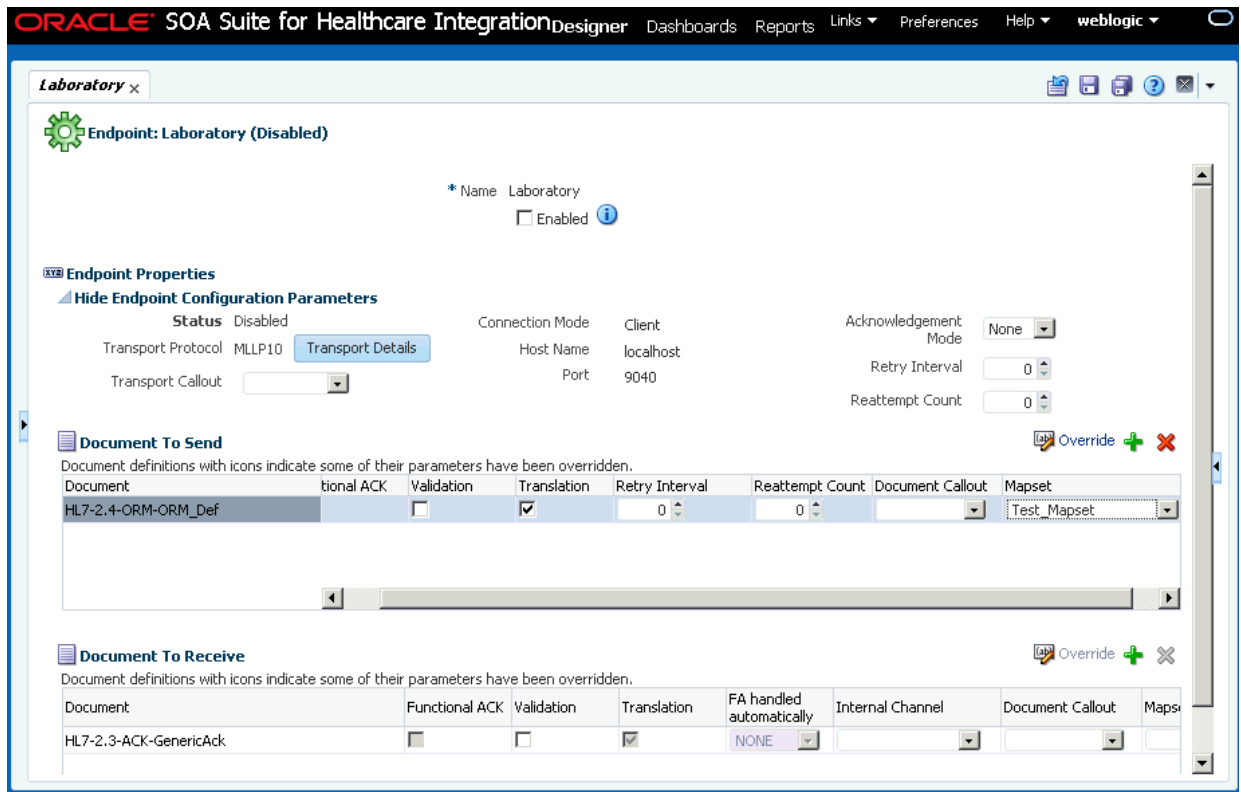 ORACLE SOA Suite for Healthcare Integration Designer Dashboards Reports Links Preferences Help weblogic
Laboratory
Endpoint: Laboratory (Disabled)
* Name Laboratory
Enabled
XYZ Endpoint Properties
Hide Endpoint Configuration Parameters
Status Disabled Connection Mode Client Acknowledgement Mode None
Transport Protocol MLLP10 Transport Details Host Name localhost Retry Interval 0
Transport Callout Port 9040 Reattempt Count 0
Document To Send Override
Document definitions with icons indicate some of their parameters have been overridden.
Document tional ACK Validation Translation Retry Interval Reattempt Count Document Callout Mapset
HL7-2.4-ORM-ORM_Def 0 0 Test_Mapset
Document To Receive Override
Document definitions with icons indicate some of their parameters have been overridden.
Document Functional ACK Validation Translation FA handled automatically Internal Channel Document Callout Maps
HL7-2.3-ACK-GenericAck NONE